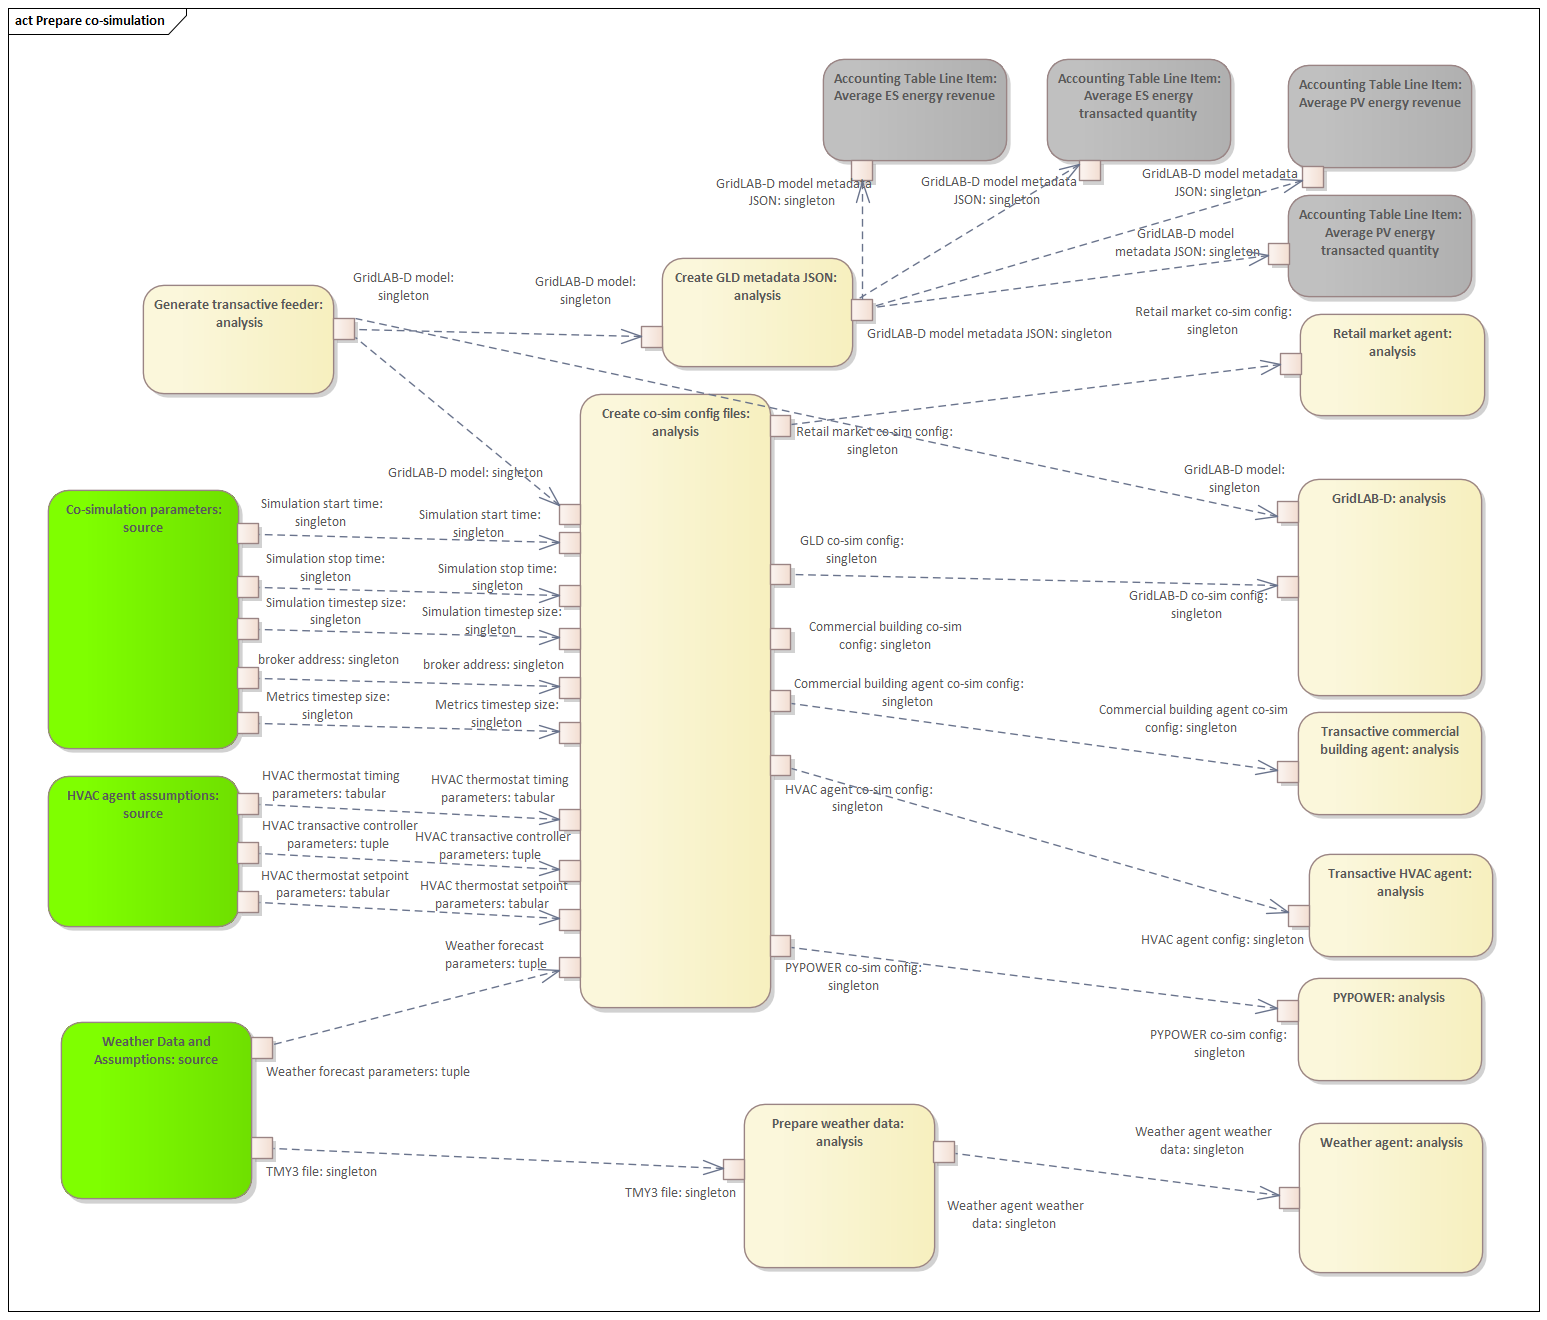 act Prepare co-simulation
Accounting Table Line Item:
Average ES energy revenue
Accounting Table Line Item:
Average ES energy
transacted quantity
Accounting Table Line Item:
Average PV energy revenue
GridLAB-D model metadata
JSON: singleton
GridLAB-D model metadata
JSON: singleton
GridLAB-D model metadata
JSON: singleton
Accounting Table Line Item:
Average PV energy
transacted quantity
GridLAB-D model
metadata JSON: singleton
Generate transactive feeder:
analysis
GridLAB-D model:
singleton
GridLAB-D model:
singleton
Create GLD metadata JSON:
analysis
GridLAB-D model metadata JSON: singleton
Retail market co-sim config:
singleton
Retail market agent:
analysis
Create co-sim config files:
analysis
Retail market co-sim config:
singleton
GridLAB-D model: singleton
GridLAB-D model:
singleton
GridLAB-D: analysis
Co-simulation parameters:
source
Simulation start time:
singleton
Simulation start time:
singleton
Simulation stop time:
singleton
Simulation stop time:
singleton
Simulation timestep size:
singleton
Simulation timestep size:
singleton
broker address: singleton
broker address: singleton
Metrics timestep size:
singleton
Metrics timestep size:
singleton
GLD co-sim config:
singleton
GridLAB-D co-sim config:
singleton
Commercial building co-sim
config: singleton
Commercial building agent co-sim config:
singleton
Commercial building agent co-sim
config: singleton
Transactive commercial
building agent: analysis
HVAC agent assumptions:
source
HVAC thermostat timing
parameters: tabular
HVAC thermostat timing
parameters: tabular
HVAC transactive controller
parameters: tuple
HVAC transactive controller
parameters: tuple
HVAC thermostat setpoint
parameters: tabular
HVAC thermostat setpoint
parameters: tabular
HVAC agent co-sim config:
singleton
Transactive HVAC agent:
analysis
HVAC agent config: singleton
Weather forecast
parameters: tuple
PYPOWER co-sim config:
singleton
PYPOWER: analysis
PYPOWER co-sim config:
singleton
Weather Data and
Assumptions: source
Weather forecast parameters: tuple
TMY3 file: singleton
TMY3 file: singleton
Prepare weather data:
analysis
Weather agent weather
data: singleton
Weather agent weather
data: singleton
Weather agent: analysis